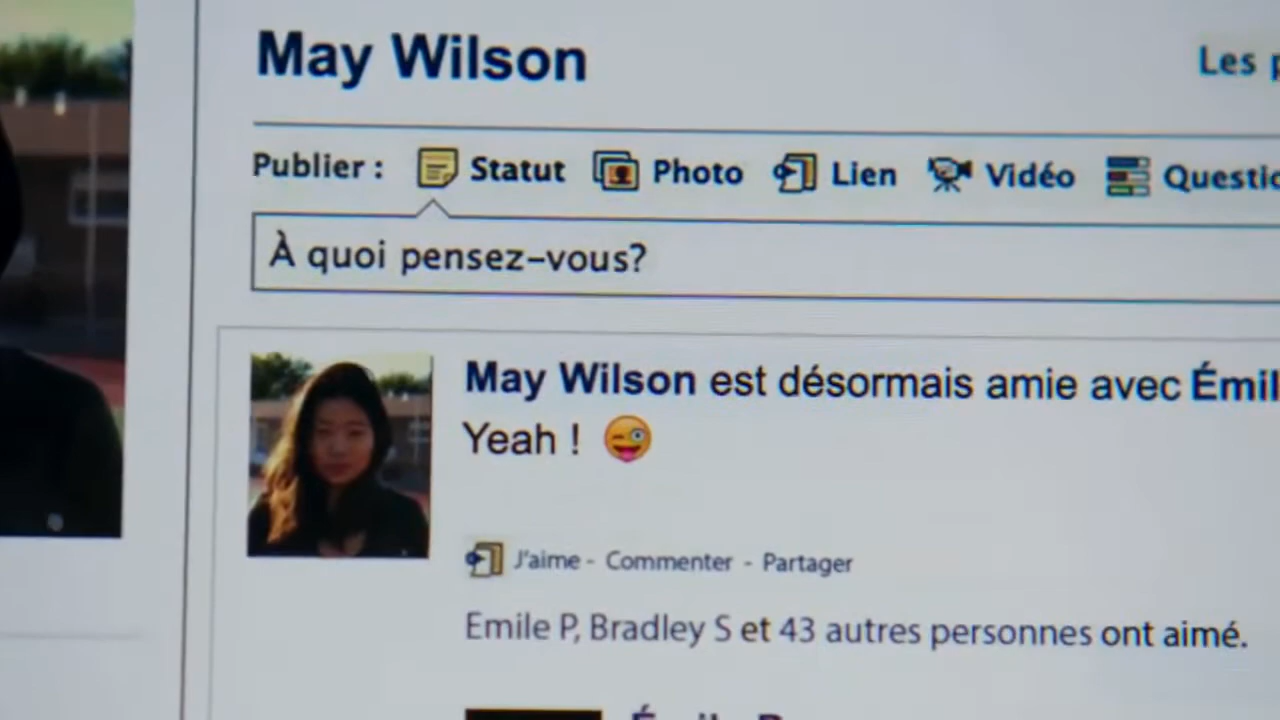 May Wilson
Les
Publier : Statut Photo Lien Vidéo
À quoi pensez-vous?
May Wilson est désormais amie avec
Yeah ! 😜
J'aime - Commenter - Partager
Emile P, Bradley S et 43 autres personnes ont aimé.